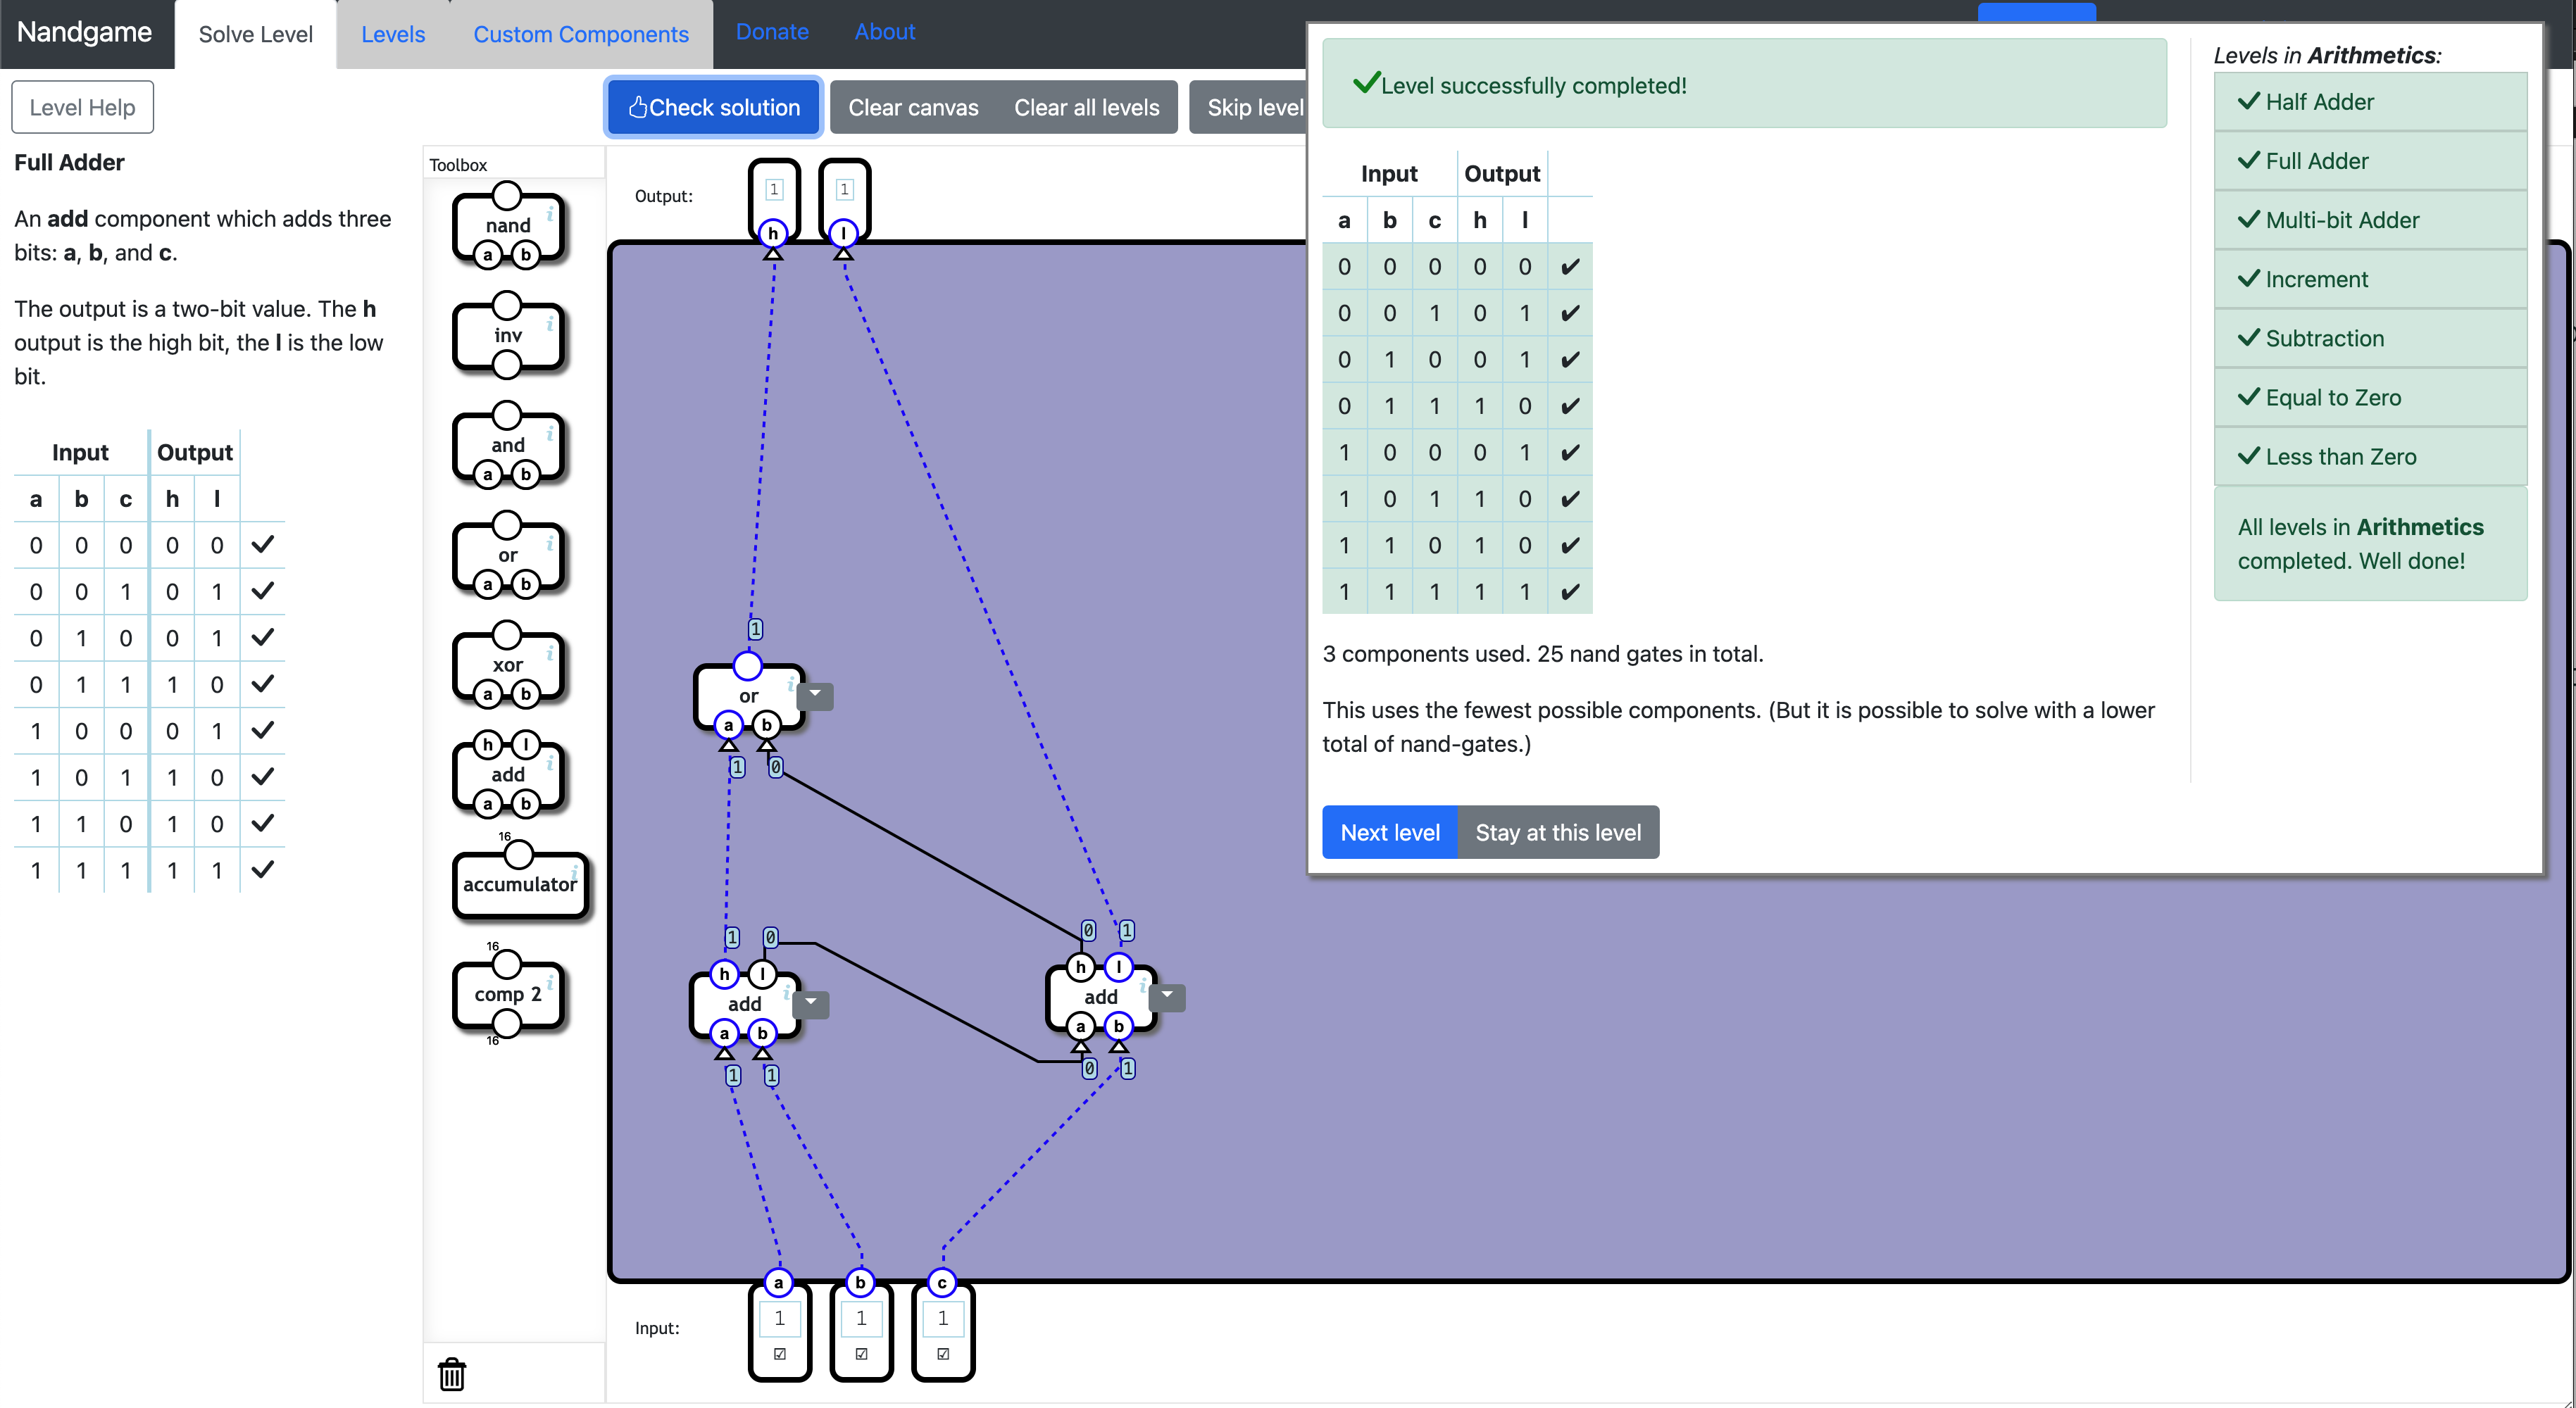 Nandgame
Solve Level
Levels
Custom Components
Donate
About
Level Help
Check solution
Clear canvas
Clear all levels
Skip level
Full Adder
An add component which adds three
bits: a, b, and c.
The output is a two-bit value. The h
output is the high bit, the l is the low
bit.
Input Output
a b c h l
0 0 0 0 0 ✓
0 0 1 0 1 ✓
0 1 0 0 1 ✓
0 1 1 1 0 ✓
1 0 0 0 1 ✓
1 0 1 1 0 ✓
1 1 0 1 0 ✓
1 1 1 1 1 ✓
Toolbox
nand
i
a b
inv
i
and
i
a b
or
i
a b
xor
i
a b
h l
add
i
a b
16
accumulator
i
16
comp 2
i
16
Output:
1 1
h l
1
or
i
a b
1 0
1 0
h l
add
i
a b
1 1
0 1
h l
add
i
a b
0 1
a b c
Input:
1 1 1
Level successfully completed!
Input Output
a b c h l
0 0 0 0 0 ✔
0 0 1 0 1 ✔
0 1 0 0 1 ✔
0 1 1 1 0 ✔
1 0 0 0 1 ✔
1 0 1 1 0 ✔
1 1 0 1 0 ✔
1 1 1 1 1 ✔
3 components used. 25 nand gates in total.
This uses the fewest possible components. (But it is possible to solve with a lower
total of nand-gates.)
Next level
Stay at this level
Levels in Arithmetics:
Half Adder
Full Adder
Multi-bit Adder
Increment
Subtraction
Equal to Zero
Less than Zero
All levels in Arithmetics
completed. Well done!